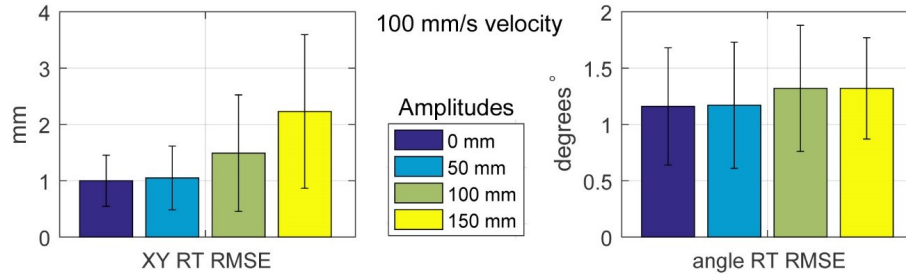 4
3
2
1
0
mm
XY RT RMSE
100 mm/s velocity
Amplitudes
0 mm
50 mm
100 mm
150 mm
2
1.5
1
0.5
0
degrees°
angle RT RMSE